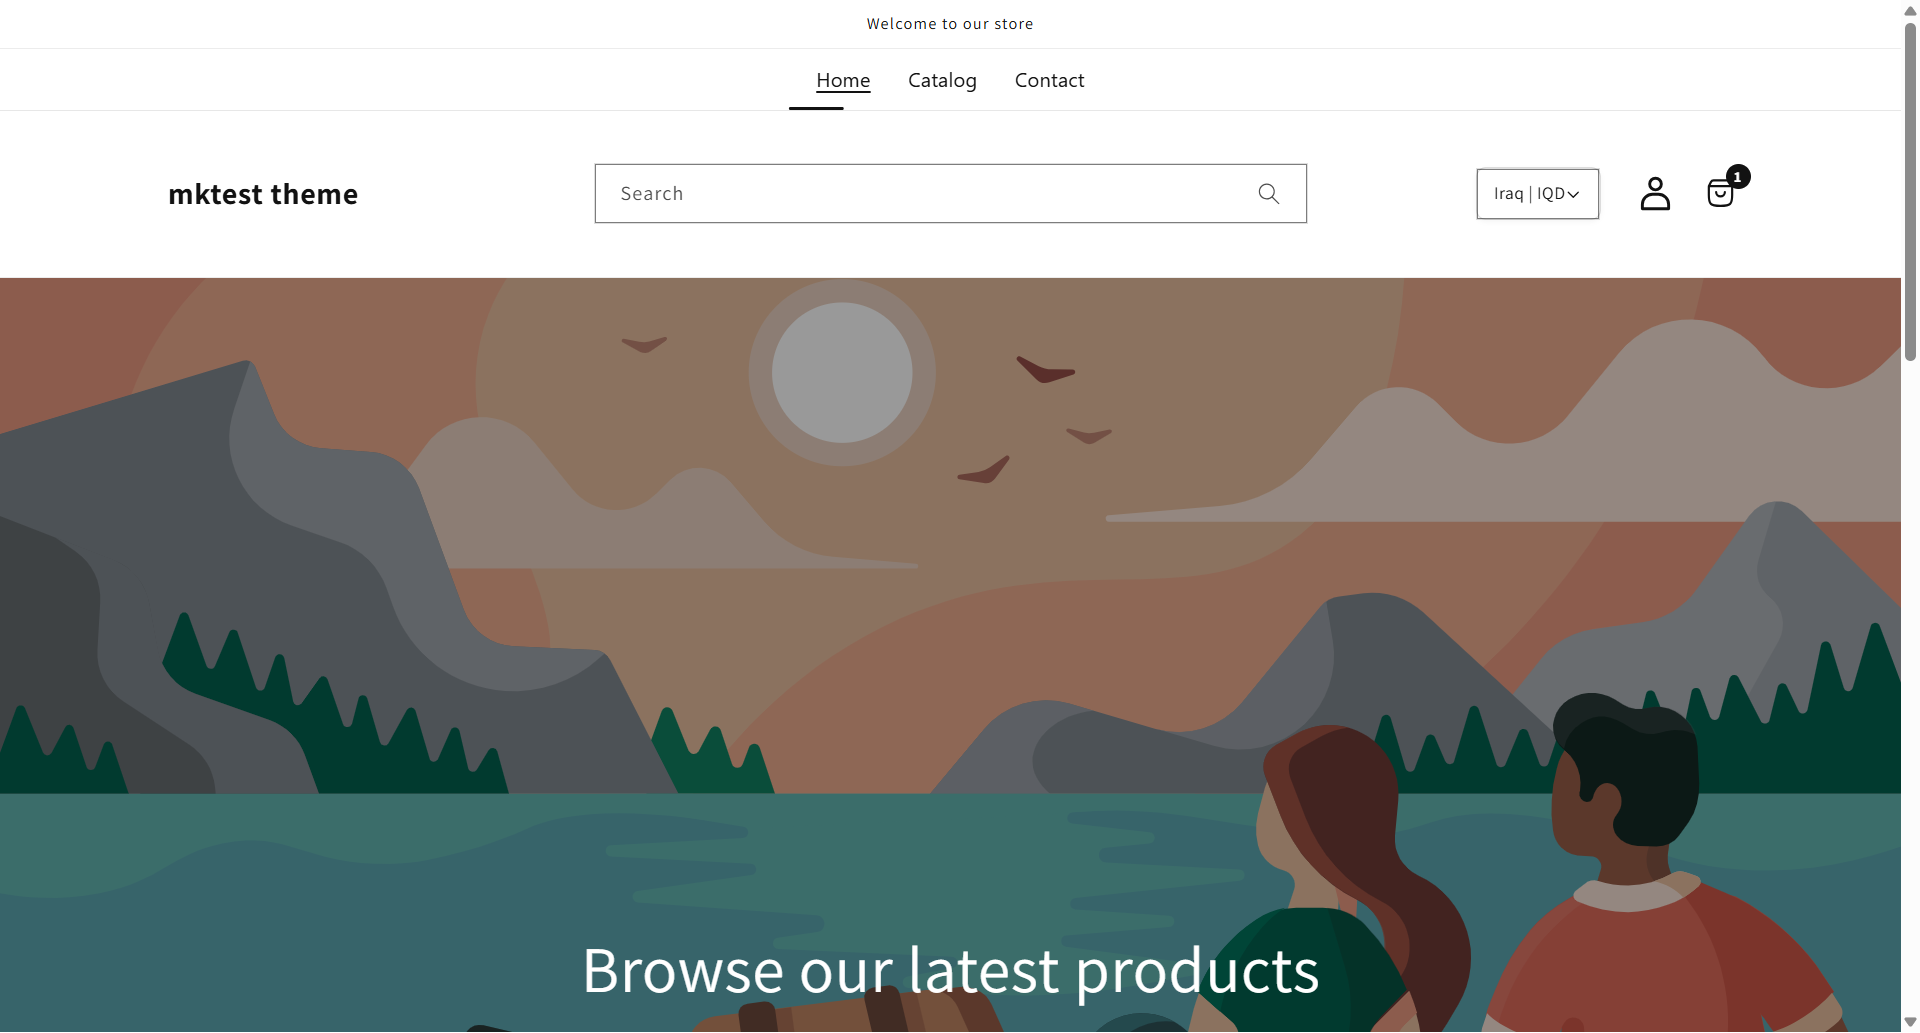 Welcome to our store
Home Catalog Contact
mktest theme
Search
Iraq | IQD
1
Browse our latest products